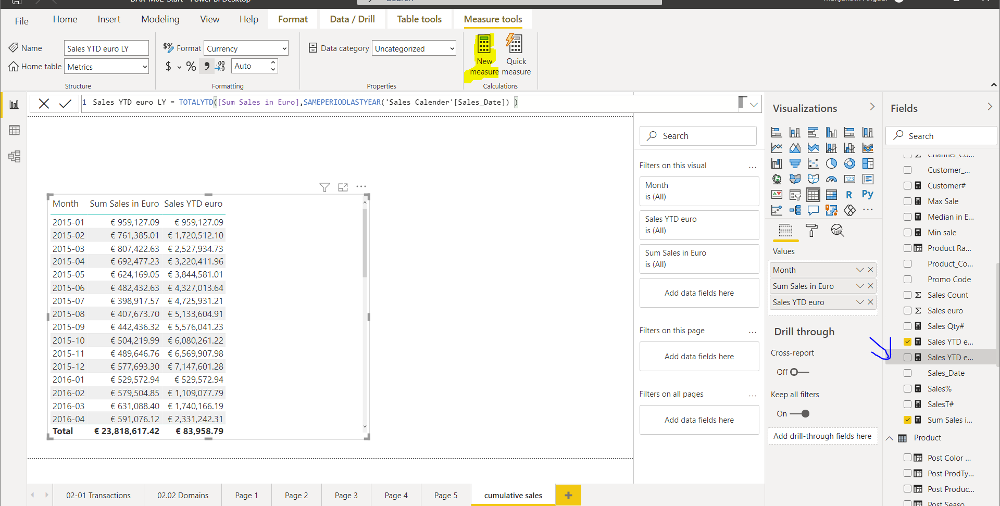 File
Home
Insert
Modeling
View
Help
Format
Data / Drill
Table tools
Measure tools
Name
Sales YTD euro LY
Home table
Metrics
Structure
$% Format
Currency
$ % 9 .00
Auto
Formatting
Data category
Uncategorized
Properties
New
measure
Quick
measure
Calculations
1 Sales YTD euro LY = TOTALYTD([Sum Sales in Euro],SAMEPERIODLASTYEAR('Sales Calender'[Sales_Date]) )
Month Sum Sales in Euro Sales YTD euro
2015-01 € 959,127.09 € 959,127.09
2015-02 € 761,385.01 € 1,720,512.10
2015-03 € 807,422.63 € 2,527,934.73
2015-04 € 692,477.23 € 3,220,411.96
2015-05 € 624,169.05 € 3,844,581.01
2015-06 € 482,432.63 € 4,327,013.64
2015-07 € 398,917.57 € 4,725,931.21
2015-08 € 407,673.70 € 5,133,604.91
2015-09 € 442,436.32 € 5,576,041.23
2015-10 € 504,219.99 € 6,080,261.22
2015-11 € 489,646.76 € 6,569,907.98
2015-12 € 577,693.30 € 7,147,601.28
2016-01 € 529,572.94 € 529,572.94
2016-02 € 579,504.85 € 1,109,077.79
2016-03 € 631,088.40 € 1,740,166.19
2016-04 € 591,076.12 € 2,331,242.31
Total € 23,818,617.42 € 83,958.79
Search
Filters on this visual ...
Month
is (All)
Sales YTD euro
is (All)
Sum Sales in Euro
is (All)
Add data fields here
Filters on this page ...
Add data fields here
Filters on all pages ...
Add data fields here
Visualizations
123
R Py
...
Values
Month
Sum Sales in Euro
Sales YTD euro
Drill through
Cross-report
Off
Keep all filters
On
Add drill-through fields here
Fields
Search
Channel_Co...
Customer_...
Customer#
Max Sale
Median in E...
Min sale
Product Ra...
Product_Co...
Promo Code
Sales Count
Sales euro
Sales Qty#
Sales YTD e...
Sales YTD e...
Sales_Date
Sales%
SalesT#
Sum Sales i...
Product
Post Color ...
Post ProdTy...
Post Produc...
Post Seaso
02-01 Transactions
02.02 Domains
Page 1
Page 2
Page 3
Page 4
Page 5
cumulative sales
+